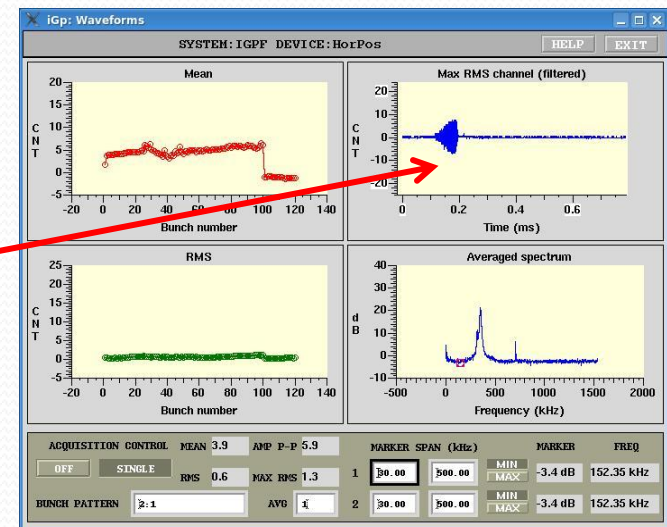 iGp: Waveforms
SYSTEM:IGPF DEVICE:HorPos
HELP
EXIT
Mean
20
15
10
5
0
-5
CNT
-20 0 20 40 60 80 100 120 140
Bunch number
Max RMS channel (filtered)
20
10
0
-10
-20
CNT
0 0.2 0.4 0.6
Time (ms)
RMS
25
20
15
10
5
0
-5
CNT
-20 0 20 40 60 80 100 120 140
Bunch number
Averaged spectrum
40
30
20
10
0
-10
dB
-500 0 500 1000 1500 2000
Frequency (kHz)
ACQUISITION CONTROL MEAN 3.9 AMP P-P 5.9
OFF SINGLE RMS 0.6 MAX RMS 1.3
BUNCH PATTERN 2:1 AVG 1
MARKER SPAN (kHz) MARKER FREQ
1 30.00 500.00 MIN MAX -3.4 dB 152.35 kHz
2 30.00 500.00 MIN MAX -3.4 dB 152.35 kHz